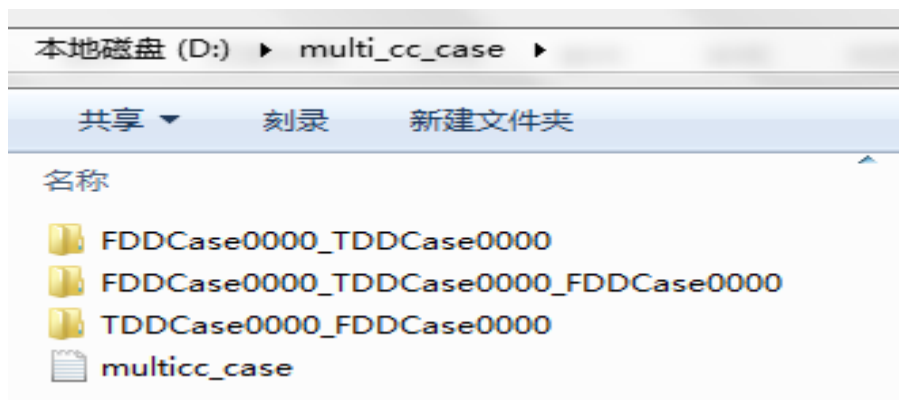 本地磁盘 (D:) ▸ multi_cc_case ▸
共享 刻录 新建文件夹
名称
FDDCase0000_TDDCase0000
FDDCase0000_TDDCase0000_FDDCase0000
TDDCase0000_FDDCase0000
multicc_case